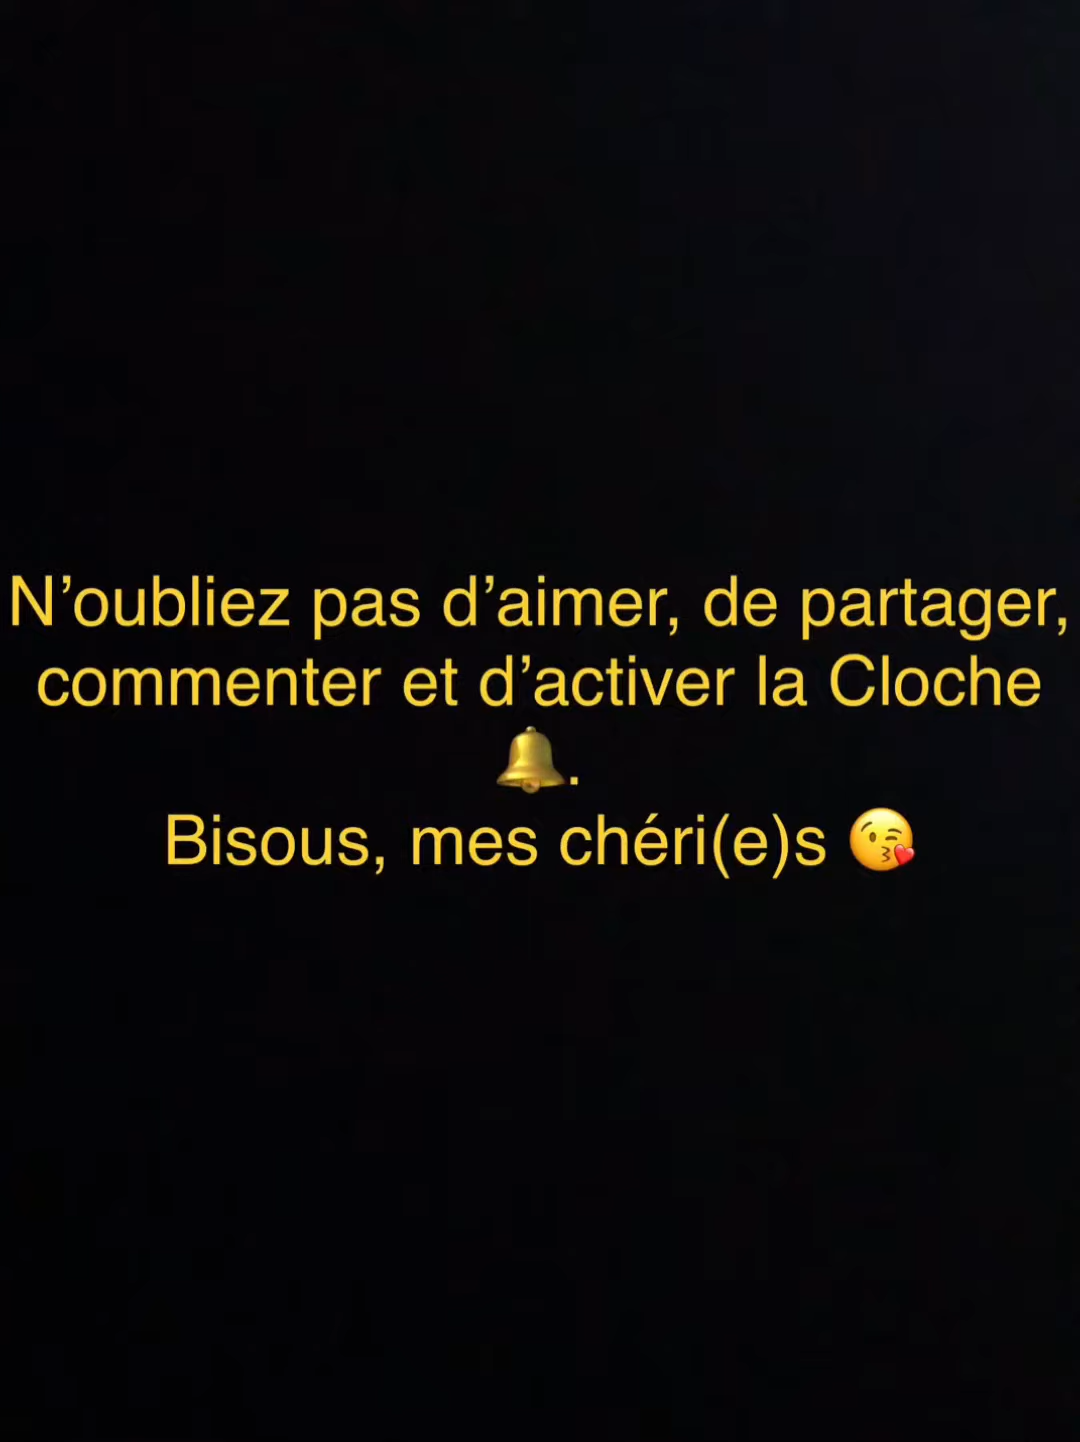 N’oubliez pas d’aimer, de partager,
commenter et d’activer la Cloche
🔔.
Bisous, mes chéri(e)s 😘